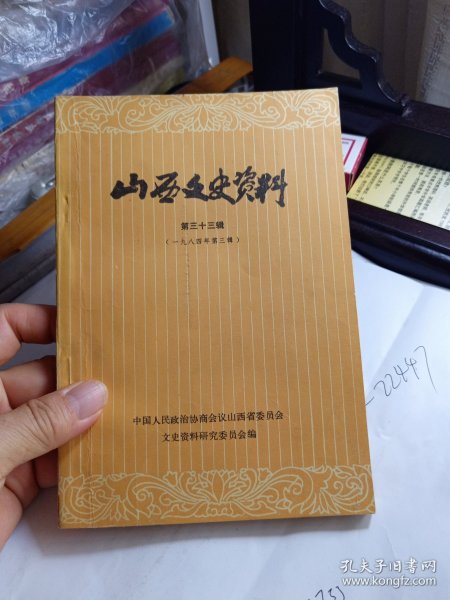 山西文史资料
第三十三辑
（一九八四年第三辑）
中国人民政治协商会议山西省委员会
文史资料研究委员会编
-22447
孔夫子旧书网
www.kongfz.com